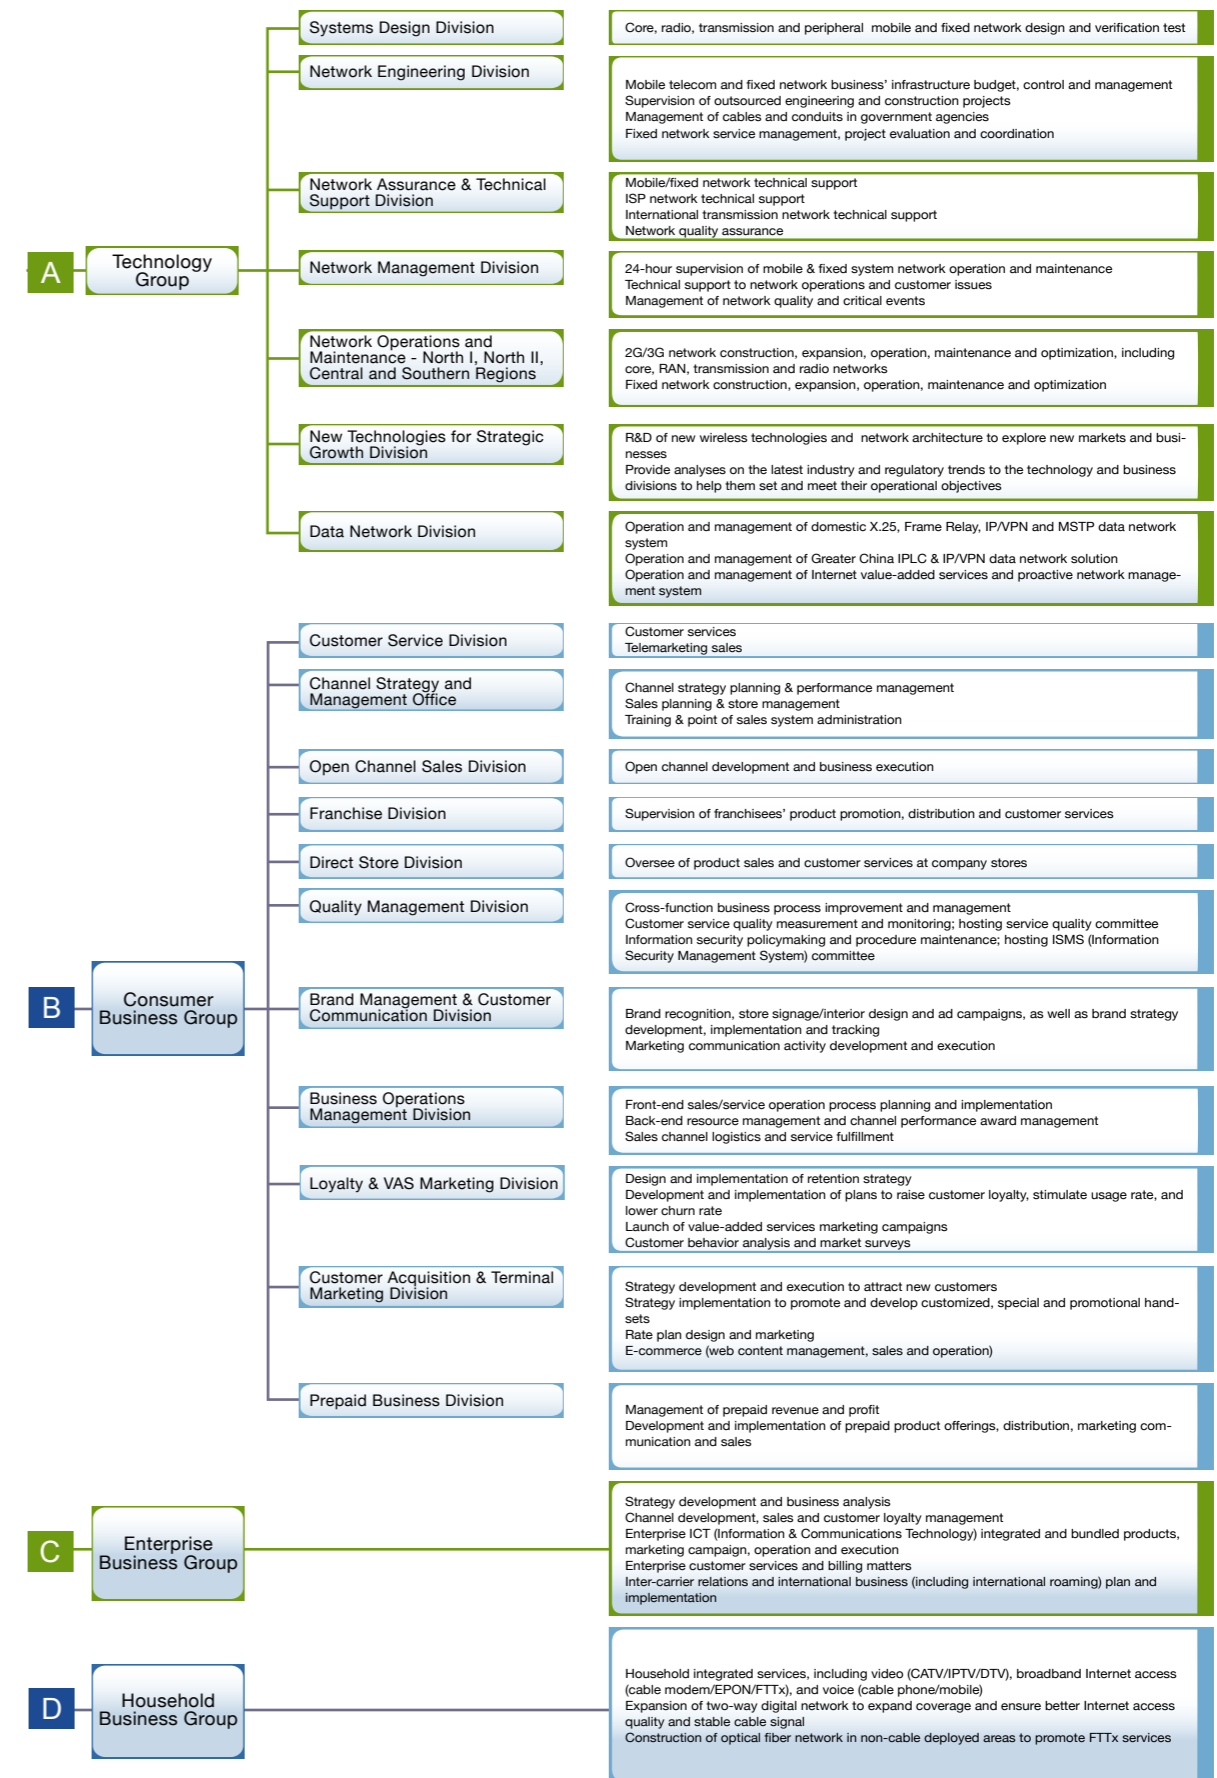 A
Technology
Group
Systems Design Division
Core, radio, transmission and peripheral  mobile and fixed network design and verification test
Network Engineering Division
Mobile telecom and fixed network business’ infrastructure budget, control and management
Supervision of outsourced engineering and construction projects
Management of cables and conduits in government agencies
Fixed network service management, project evaluation and coordination
Network Assurance & Technical
Support Division
Mobile/fixed network technical support
ISP network technical support
International transmission network technical support
Network quality assurance
Network Management Division
24-hour supervision of mobile & fixed system network operation and maintenance
Technical support to network operations and customer issues
Management of network quality and critical events
Network Operations and
Maintenance - North I, North II,
Central and Southern Regions
2G/3G network construction, expansion, operation, maintenance and optimization, including
core, RAN, transmission and radio networks
Fixed network construction, expansion, operation, maintenance and optimization
New Technologies for Strategic
Growth Division
R&D of new wireless technologies and  network architecture to explore new markets and busi-
nesses
Provide analyses on the latest industry and regulatory trends to the technology and business
divisions to help them set and meet their operational objectives
Data Network Division
Operation and management of domestic X.25, Frame Relay, IP/VPN and MSTP data network
system
Operation and management of Greater China IPLC & IP/VPN data network solution
Operation and management of Internet value-added services and proactive network manage-
ment system
B
Consumer
Business Group
Customer Service Division
Customer services
Telemarketing sales
Channel Strategy and
Management Office
Channel strategy planning & performance management
Sales planning & store management
Training & point of sales system administration
Open Channel Sales Division
Open channel development and business execution
Franchise Division
Supervision of franchisees’ product promotion, distribution and customer services
Direct Store Division
Oversee of product sales and customer services at company stores
Quality Management Division
Cross-function business process improvement and management
Customer service quality measurement and monitoring; hosting service quality committee
Information security policymaking and procedure maintenance; hosting ISMS (Information
Security Management System) committee
Brand Management & Customer
Communication Division
Brand recognition, store signage/interior design and ad campaigns, as well as brand strategy
development, implementation and tracking
Marketing communication activity development and execution
Business Operations
Management Division
Front-end sales/service operation process planning and implementation
Back-end resource management and channel performance award management
Sales channel logistics and service fulfillment
Loyalty & VAS Marketing Division
Design and implementation of retention strategy
Development and implementation of plans to raise customer loyalty, stimulate usage rate, and
lower churn rate
Launch of value-added services marketing campaigns
Customer behavior analysis and market surveys
Customer Acquisition & Terminal
Marketing Division
Strategy development and execution to attract new customers
Strategy implementation to promote and develop customized, special and promotional hand-
sets
Rate plan design and marketing
E-commerce (web content management, sales and operation)
Prepaid Business Division
Management of prepaid revenue and profit
Development and implementation of prepaid product offerings, distribution, marketing com-
munication and sales
C
Enterprise
Business Group
Strategy development and business analysis
Channel development, sales and customer loyalty management
Enterprise ICT (Information & Communications Technology) integrated and bundled products,
marketing campaign, operation and execution
Enterprise customer services and billing matters
Inter-carrier relations and international business (including international roaming) plan and
implementation
D
Household
Business Group
Household integrated services, including video (CATV/IPTV/DTV), broadband Internet access
(cable modem/EPON/FTTx), and voice (cable phone/mobile)
Expansion of two-way digital network to expand coverage and ensure better Internet access
quality and stable cable signal
Construction of optical fiber network in non-cable deployed areas to promote FTTx services